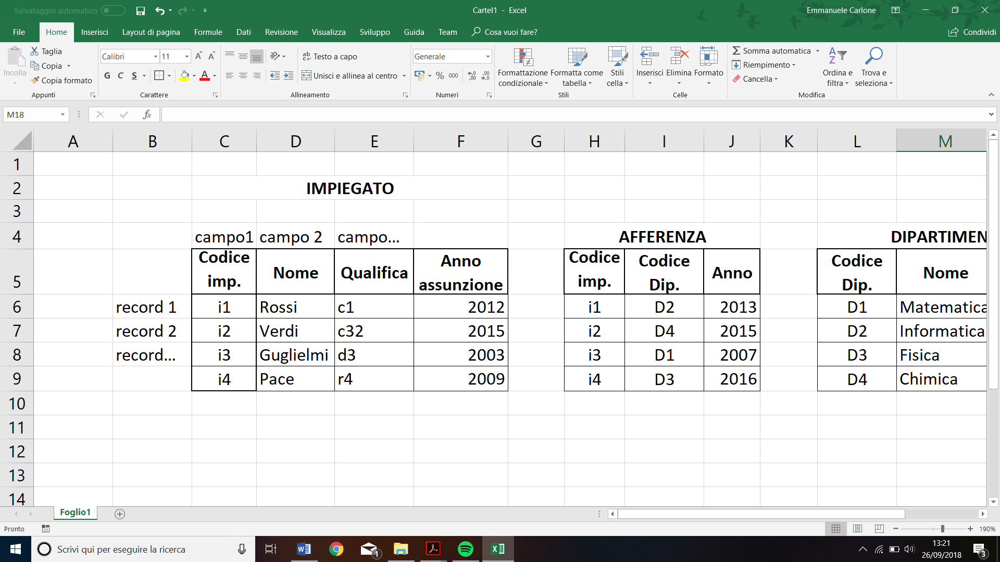 Salvataggio automatico
Cartel1 - Excel
Emmanuele Carlone
File Home Inserisci Layout di pagina Formule Dati Revisione Visualizza Sviluppo Guida Team Cosa vuoi fare? Condividi
Incolla
Taglia
Copia
Copia formato
Appunti
Calibri 11
G C S
Carattere
Testo a capo
Unisci e allinea al centro
Allineamento
Generale
% 000
Numeri
Formattazione condizionale
Formatta come tabella
Stili cella
Stili
Inserisci Elimina Formato
Celle
Somma automatica
Riempimento
Cancella
Ordina e filtra
Trova e seleziona
Modifica
M18
fx
A B C D E F G H I J K L M
1
2 IMPIEGATO
3
4 campo1 campo 2 campo... AFFERENZA DIPARTIMEN
5 Codice imp. Nome Qualifica Anno assunzione Codice imp. Codice Dip. Anno Codice Dip. Nome
6 record 1 i1 Rossi c1 2012 i1 D2 2013 D1 Matematica
7 record 2 i2 Verdi c32 2015 i2 D4 2015 D2 Informatica
8 record... i3 Guglielmi d3 2003 i3 D1 2007 D3 Fisica
9 i4 Pace r4 2009 i4 D3 2016 D4 Chimica
10
11
12
13
14
Foglio1
Pronto
190%
Scrivi qui per eseguire la ricerca
1
13:21
26/09/2018
3